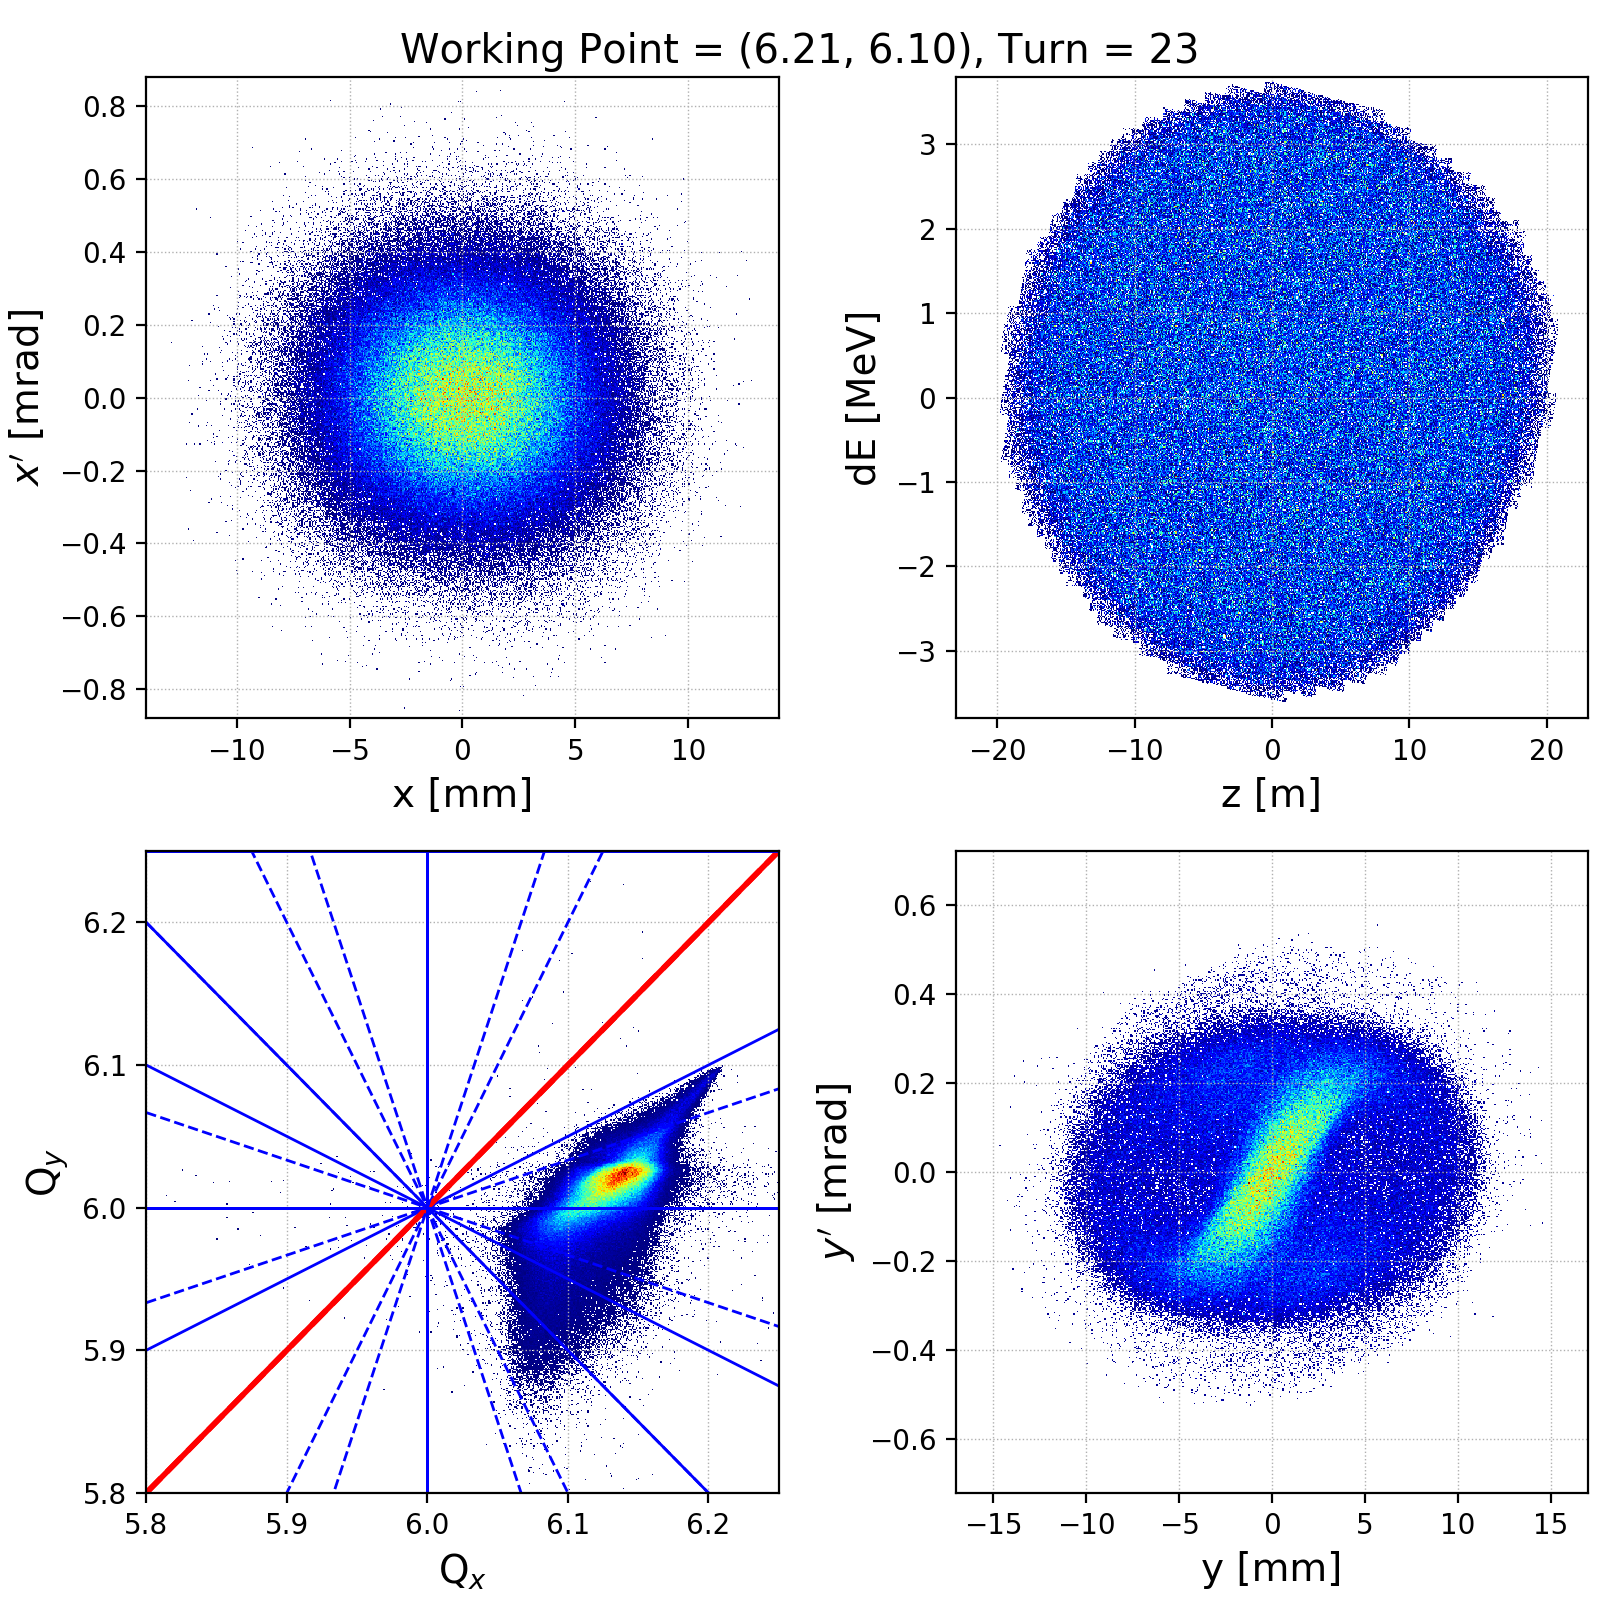 Working Point = (6.21, 6.10), Turn = 23
0.8
0.6
0.4
0.2
0.0
−0.2
−0.4
−0.6
−0.8
x′ [mrad]
−10 −5 0 5 10
x [mm]
3
2
1
0
−1
−2
−3
dE [MeV]
−20 −10 0 10 20
z [m]
6.2
6.1
6.0
5.9
5.8
Qy
5.8 5.9 6.0 6.1 6.2
Qx
0.6
0.4
0.2
0.0
−0.2
−0.4
−0.6
y′ [mrad]
−15 −10 −5 0 5 10 15
y [mm]